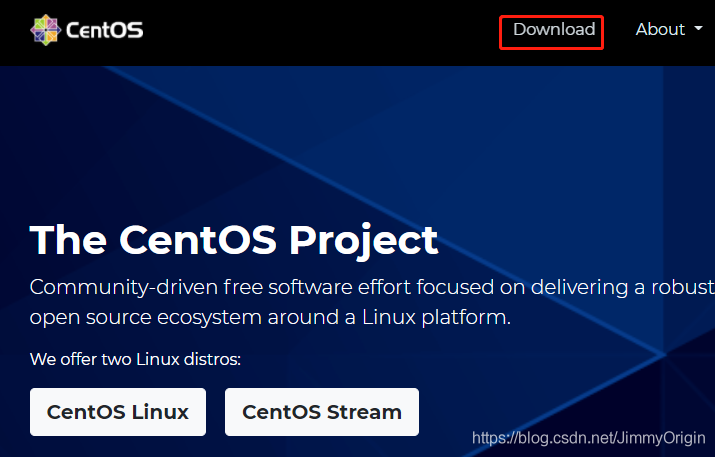 CentOS
Download
About
The CentOS Project
Community-driven free software effort focused on delivering a robust
open source ecosystem around a Linux platform.
We offer two Linux distros:
CentOS Linux
CentOS Stream
https://blog.csdn.net/JimmyOrigin